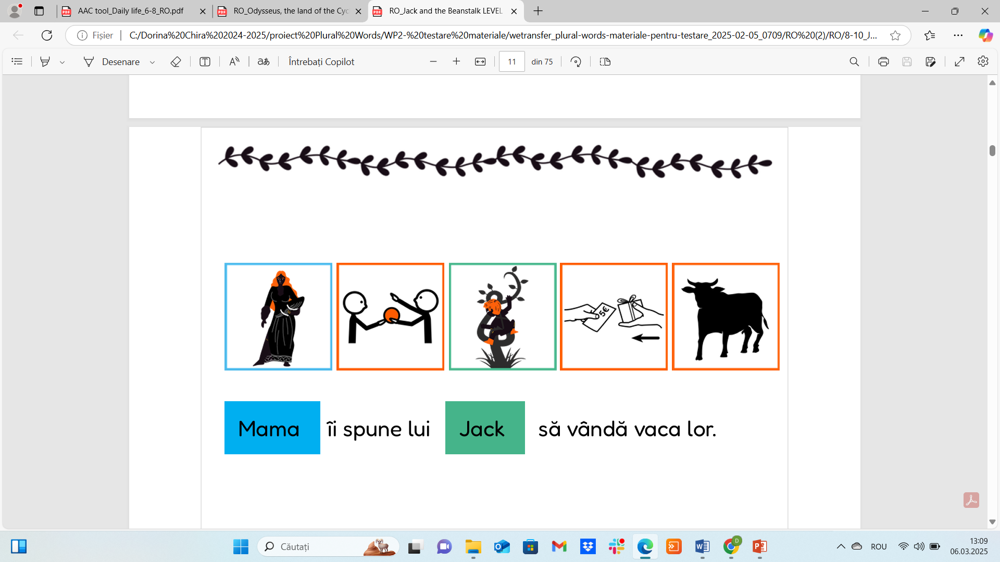 AAC tool_Daily life_6-8_RO.pdf
RO_Odysseus, the land of the Cyc
RO_Jack and the Beanstalk LEVEL
Fișier
C:/Dorina%20Chira%202024-2025/proiect%20Plural%20Words/WP2-%20testare%20materiale/wetransfer_plural-words-materiale-pentru-testare_2025-02-05_0709/RO%20(2)/RO/8-10_J...
Desenare
Întrebați Copilot
11 din 75
5€
Mama îi spune lui Jack să vândă vaca lor.
Căutați
ROU
13:09
06.03.2025